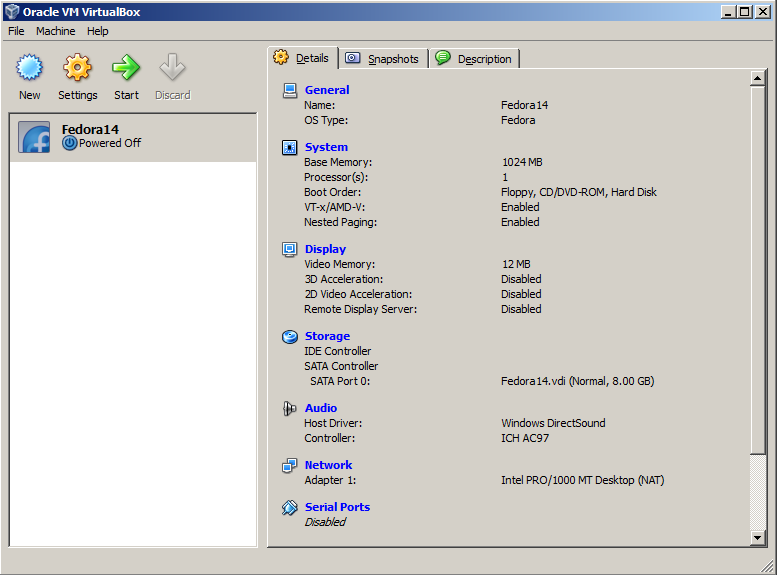 Oracle VM VirtualBox
File Machine Help
New Settings Start Discard
Fedora14
Powered Off
Details Snapshots Description
General
Name: Fedora14
OS Type: Fedora
System
Base Memory: 1024 MB
Processor(s): 1
Boot Order: Floppy, CD/DVD-ROM, Hard Disk
VT-x/AMD-V: Enabled
Nested Paging: Enabled
Display
Video Memory: 12 MB
3D Acceleration: Disabled
2D Video Acceleration: Disabled
Remote Display Server: Disabled
Storage
IDE Controller
SATA Controller
SATA Port 0: Fedora14.vdi (Normal, 8.00 GB)
Audio
Host Driver: Windows DirectSound
Controller: ICH AC97
Network
Adapter 1: Intel PRO/1000 MT Desktop (NAT)
Serial Ports
Disabled